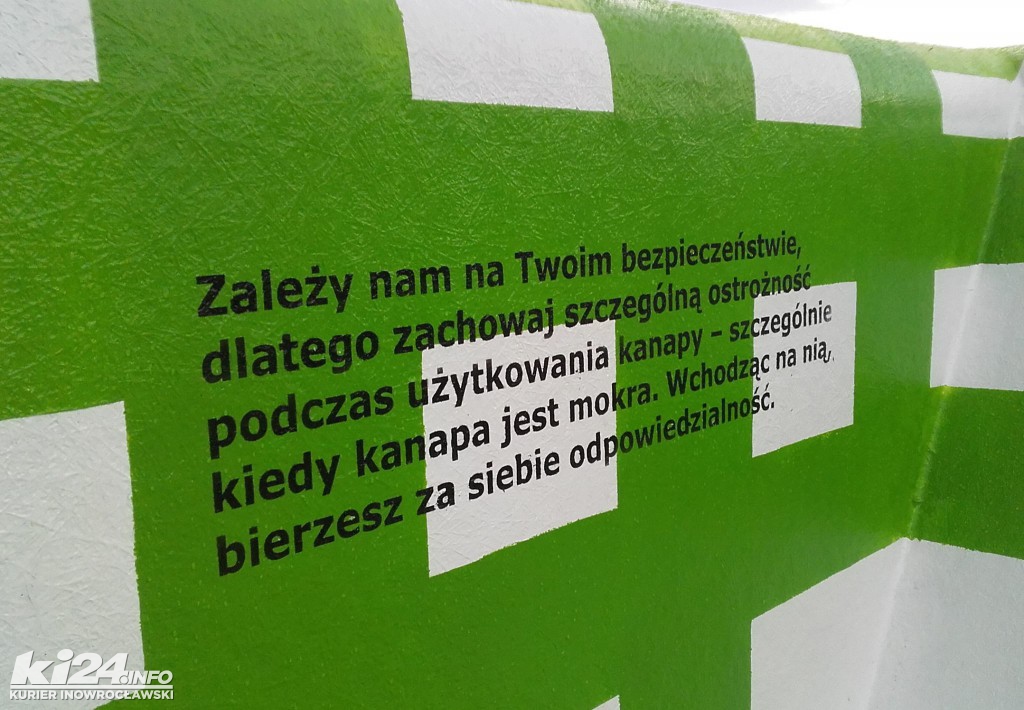 Zależy nam na Twoim bezpieczeństwie,
dlatego zachowaj szczególną ostrożność
podczas użytkowania kanapy – szczególnie
kiedy kanapa jest mokra. Wchodząc na nią,
bierzesz za siebie odpowiedzialność.
ki24.INFO
KURIER INOWROCŁAWSKI